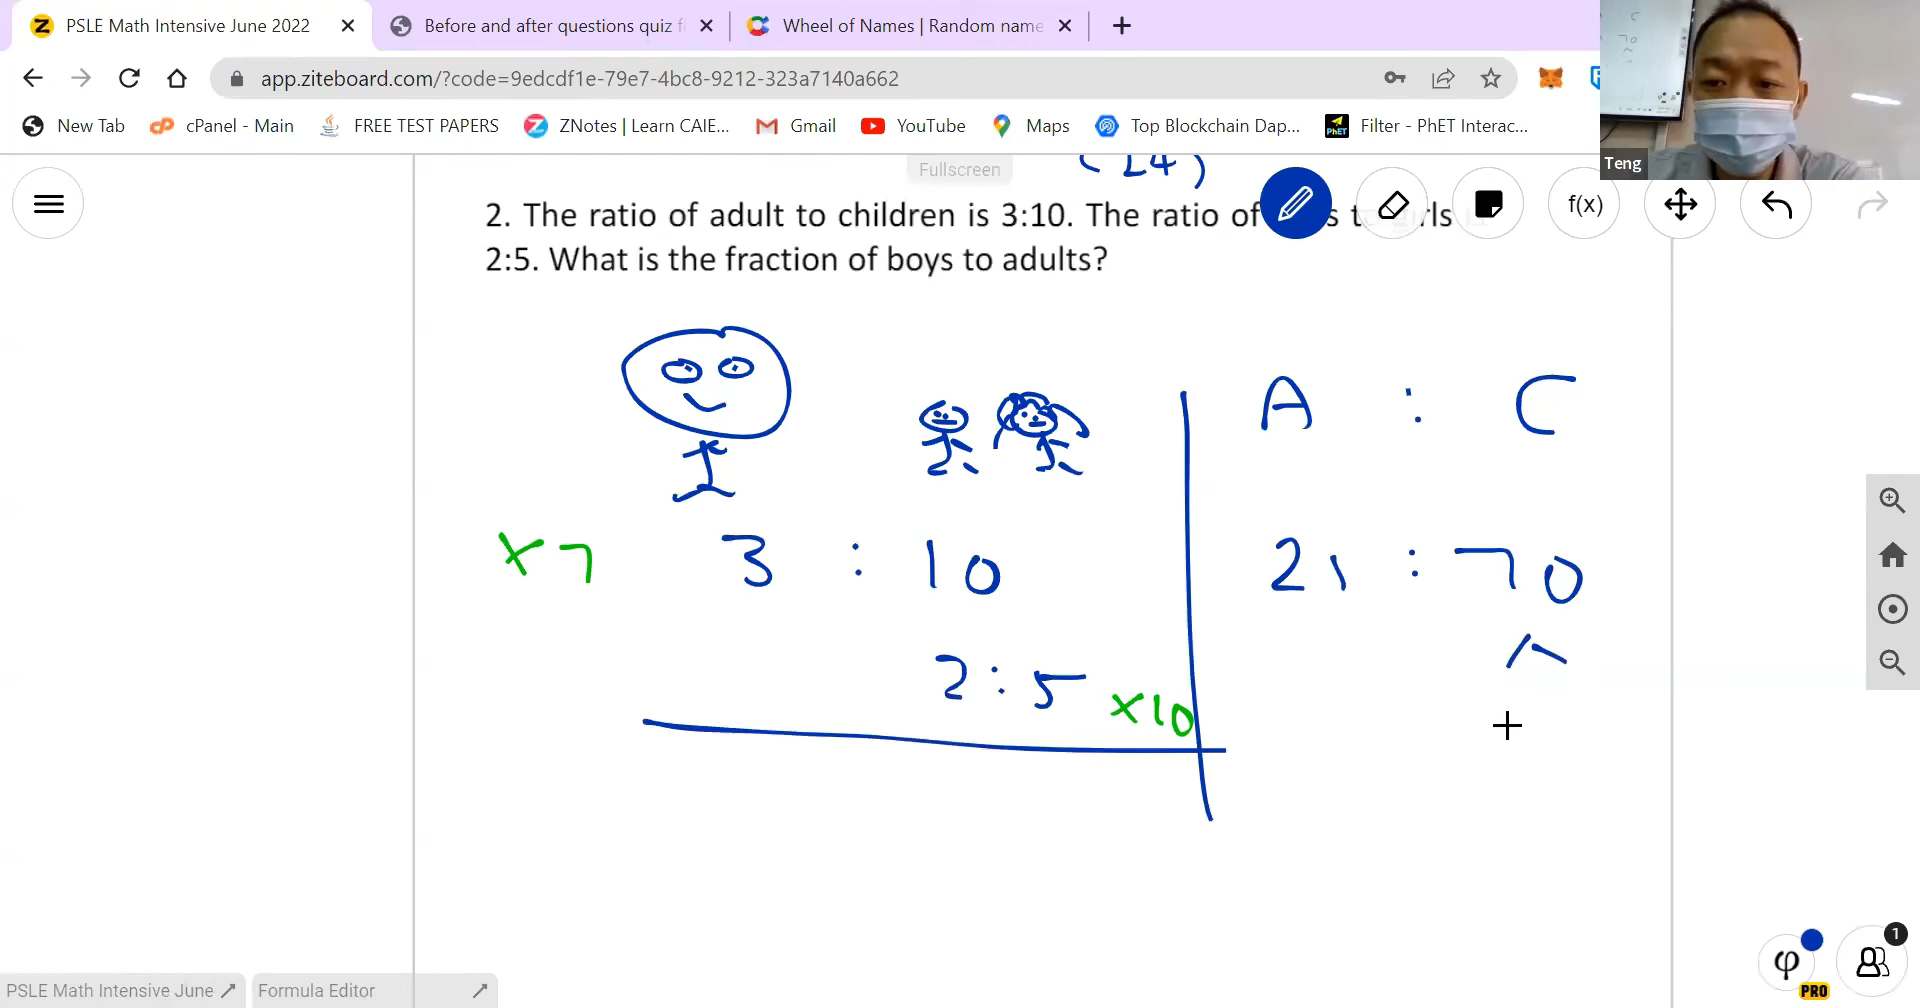 PSLE Math Intensive June 2022
Before and after questions quiz f
Wheel of Names | Random name
app.ziteboard.com/?code=9edcdf1e-79e7-4bc8-9212-323a7140a662
New Tab
cPanel - Main
FREE TEST PAPERS
ZNotes | Learn CAIE...
Gmail
YouTube
Maps
Top Blockchain Dap...
PhET
Filter - PhET Interac...
Teng
Fullscreen
(14)
f(x)
2. The ratio of adult to children is 3:10. The ratio of s t rls
2:5. What is the fraction of boys to adults?
A : C
×7 3 : 10
21 : 70
2 : 5 ×10
1
φ
PRO
PSLE Math Intensive June
Formula Editor